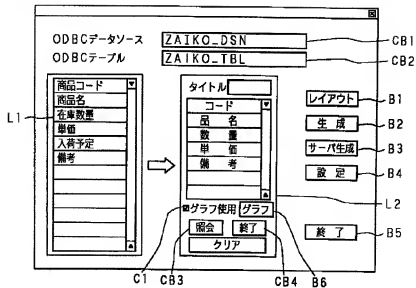 ODBCデータソース ZAIKO_DSN CB1
ODBCテーブル ZAIKO_TBL CB2
商品コード
商品名
在庫数量
単価
入荷予定
備考
L1
タイトル
コード
品 名
数 量
単 価
備 考
レイアウト B1
生 成 B2
サーバ生成 B3
設 定 B4
L2
グラフ使用 グラフ
照会 終了
クリア
終 了 B5
C1 CB3 CB4 B6